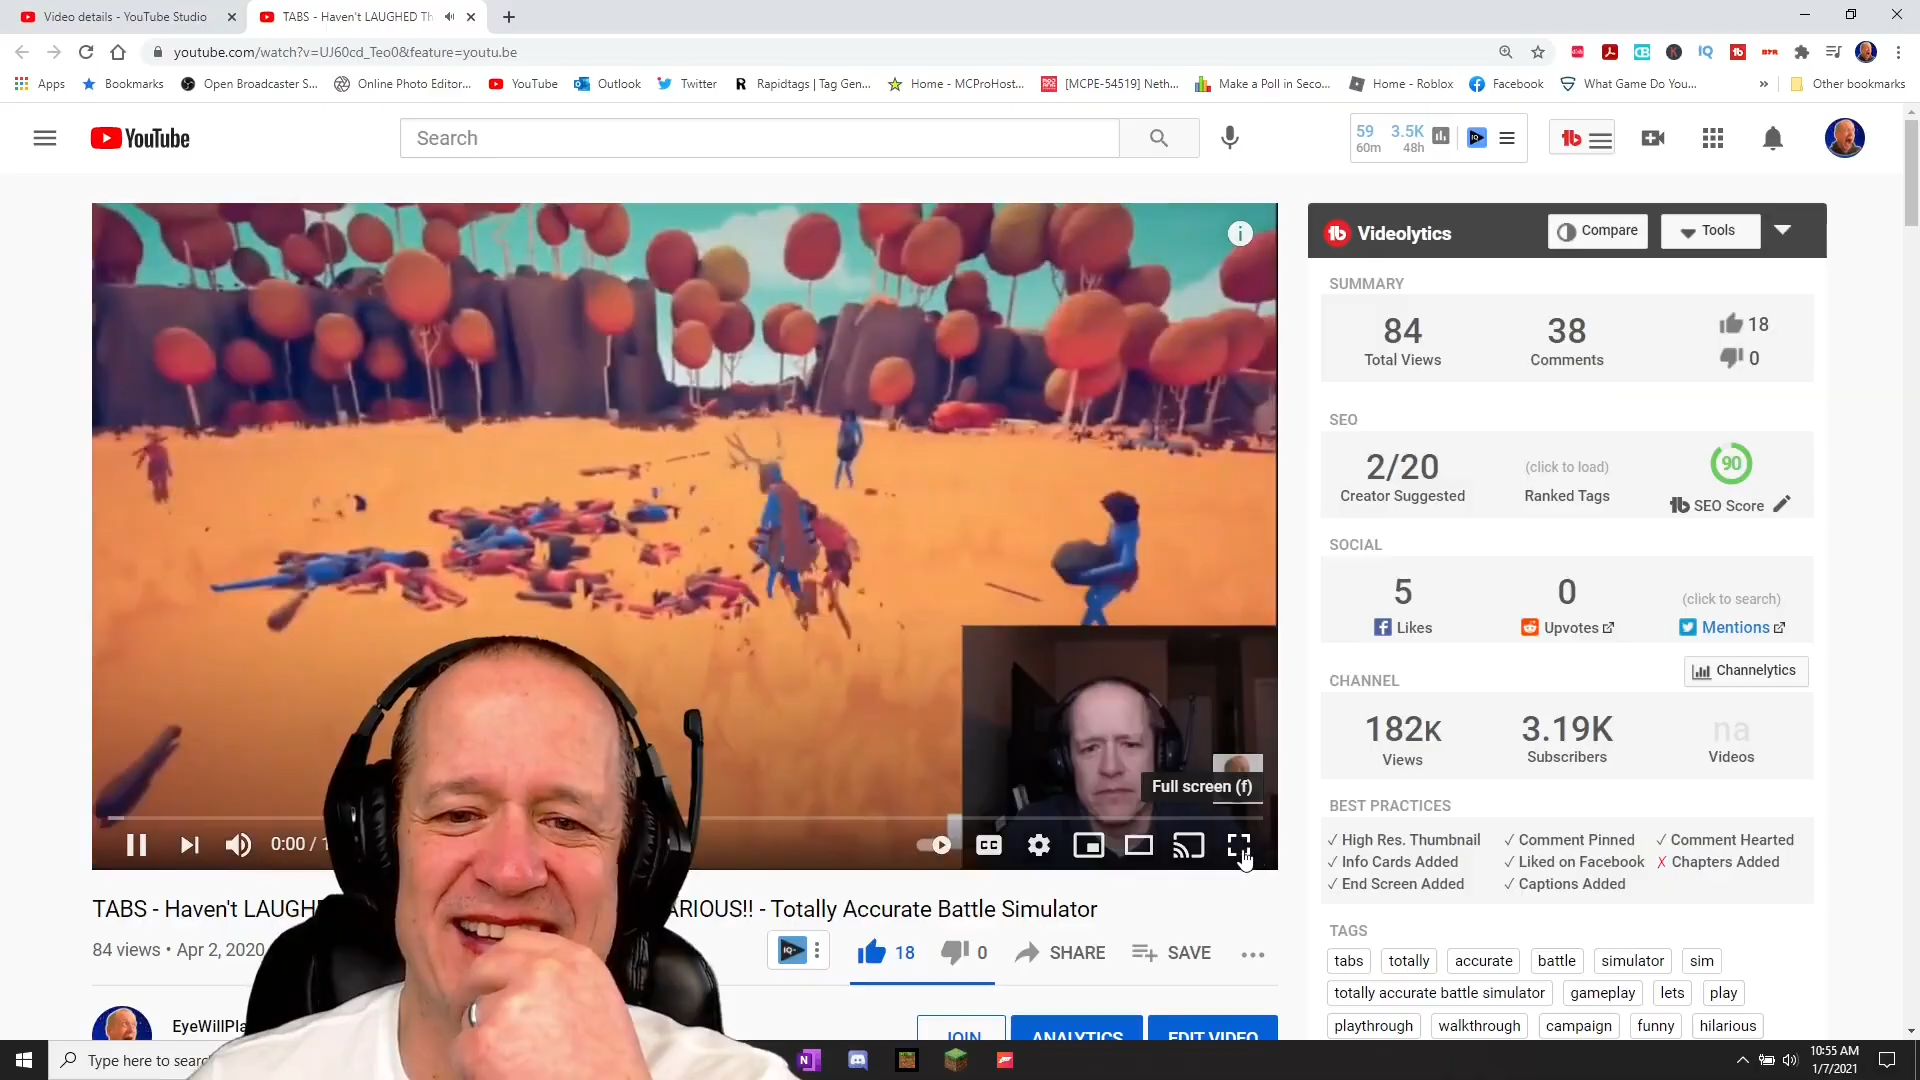 Video details - YouTube Studio
TABS - Haven't LAUGHED Th
youtube.com/watch?v=UJ60cd_Teo0&feature=youtu.be
Apps
Bookmarks
Open Broadcaster S...
Online Photo Editor...
YouTube
Outlook
Twitter
Rapidtags | Tag Gen...
Home - MCProHost...
[MCPE-54519] Neth...
Make a Poll in Seco...
Home - Roblox
Facebook
What Game Do You...
»
Other bookmarks
YouTube
Search
59
60m
3.5K
48h
Videolytics
Compare
Tools
SUMMARY
84
Total Views
38
Comments
18
0
SEO
2/20
Creator Suggested
(click to load)
Ranked Tags
90
SEO Score
SOCIAL
5
Likes
0
Upvotes
(click to search)
Mentions
Channelytics
CHANNEL
182K
Views
3.19K
Subscribers
na
Videos
BEST PRACTICES
✓ High Res. Thumbnail ✓ Comment Pinned ✓ Comment Hearted
✓ Info Cards Added ✓ Liked on Facebook X Chapters Added
✓ End Screen Added ✓ Captions Added
TAGS
tabs totally accurate battle simulator sim
totally accurate battle simulator gameplay lets play
playthrough walkthrough campaign funny hilarious
Full screen (f)
0:00 / 1
CC
TABS - Haven't LAUGH ARIOUS!! - Totally Accurate Battle Simulator
84 views • Apr 2, 2020
IQ
18
0
SHARE
SAVE
EyeWillPla
JOIN
ANALYTICS
EDIT VIDEO
Type here to searc
10:55 AM
1/7/2021